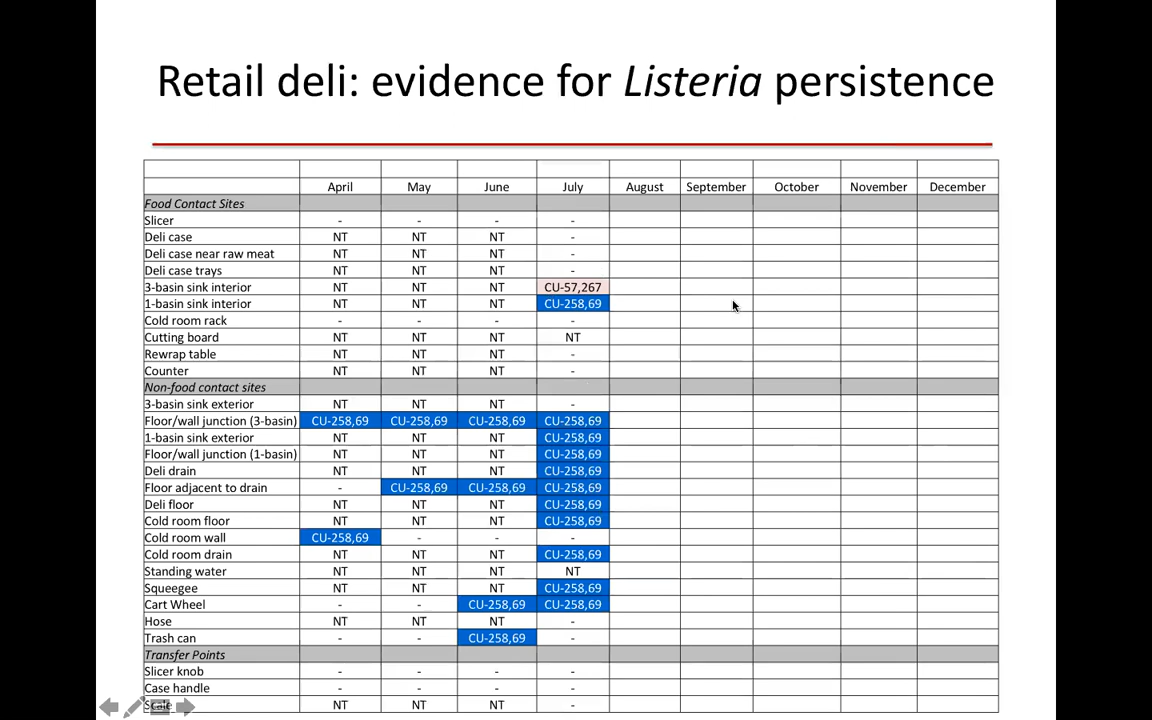 Retail deli: evidence for Listeria persistence
April May June July August September October November December
Food Contact Sites
Slicer - - - -
Deli case NT NT NT -
Deli case near raw meat NT NT NT -
Deli case trays NT NT NT -
3-basin sink interior NT NT NT CU-57,267
1-basin sink interior NT NT NT CU-258,69
Cold room rack - - - -
Cutting board NT NT NT NT
Rewrap table NT NT NT -
Counter NT NT NT -
Non-food contact sites
3-basin sink exterior NT NT NT -
Floor/wall junction (3-basin) CU-258,69 CU-258,69 CU-258,69 CU-258,69
1-basin sink exterior NT NT NT CU-258,69
Floor/wall junction (1-basin) NT NT NT CU-258,69
Deli drain NT NT NT CU-258,69
Floor adjacent to drain - CU-258,69 CU-258,69 CU-258,69
Deli floor NT NT NT CU-258,69
Cold room floor NT NT NT CU-258,69
Cold room wall CU-258,69 - - -
Cold room drain NT NT NT CU-258,69
Standing water NT NT NT NT
Squeegee NT NT NT CU-258,69
Cart Wheel - - CU-258,69 CU-258,69
Hose NT NT NT -
Trash can - - CU-258,69 -
Transfer Points
Slicer knob - - - -
Case handle - - - -
Scale NT NT NT -